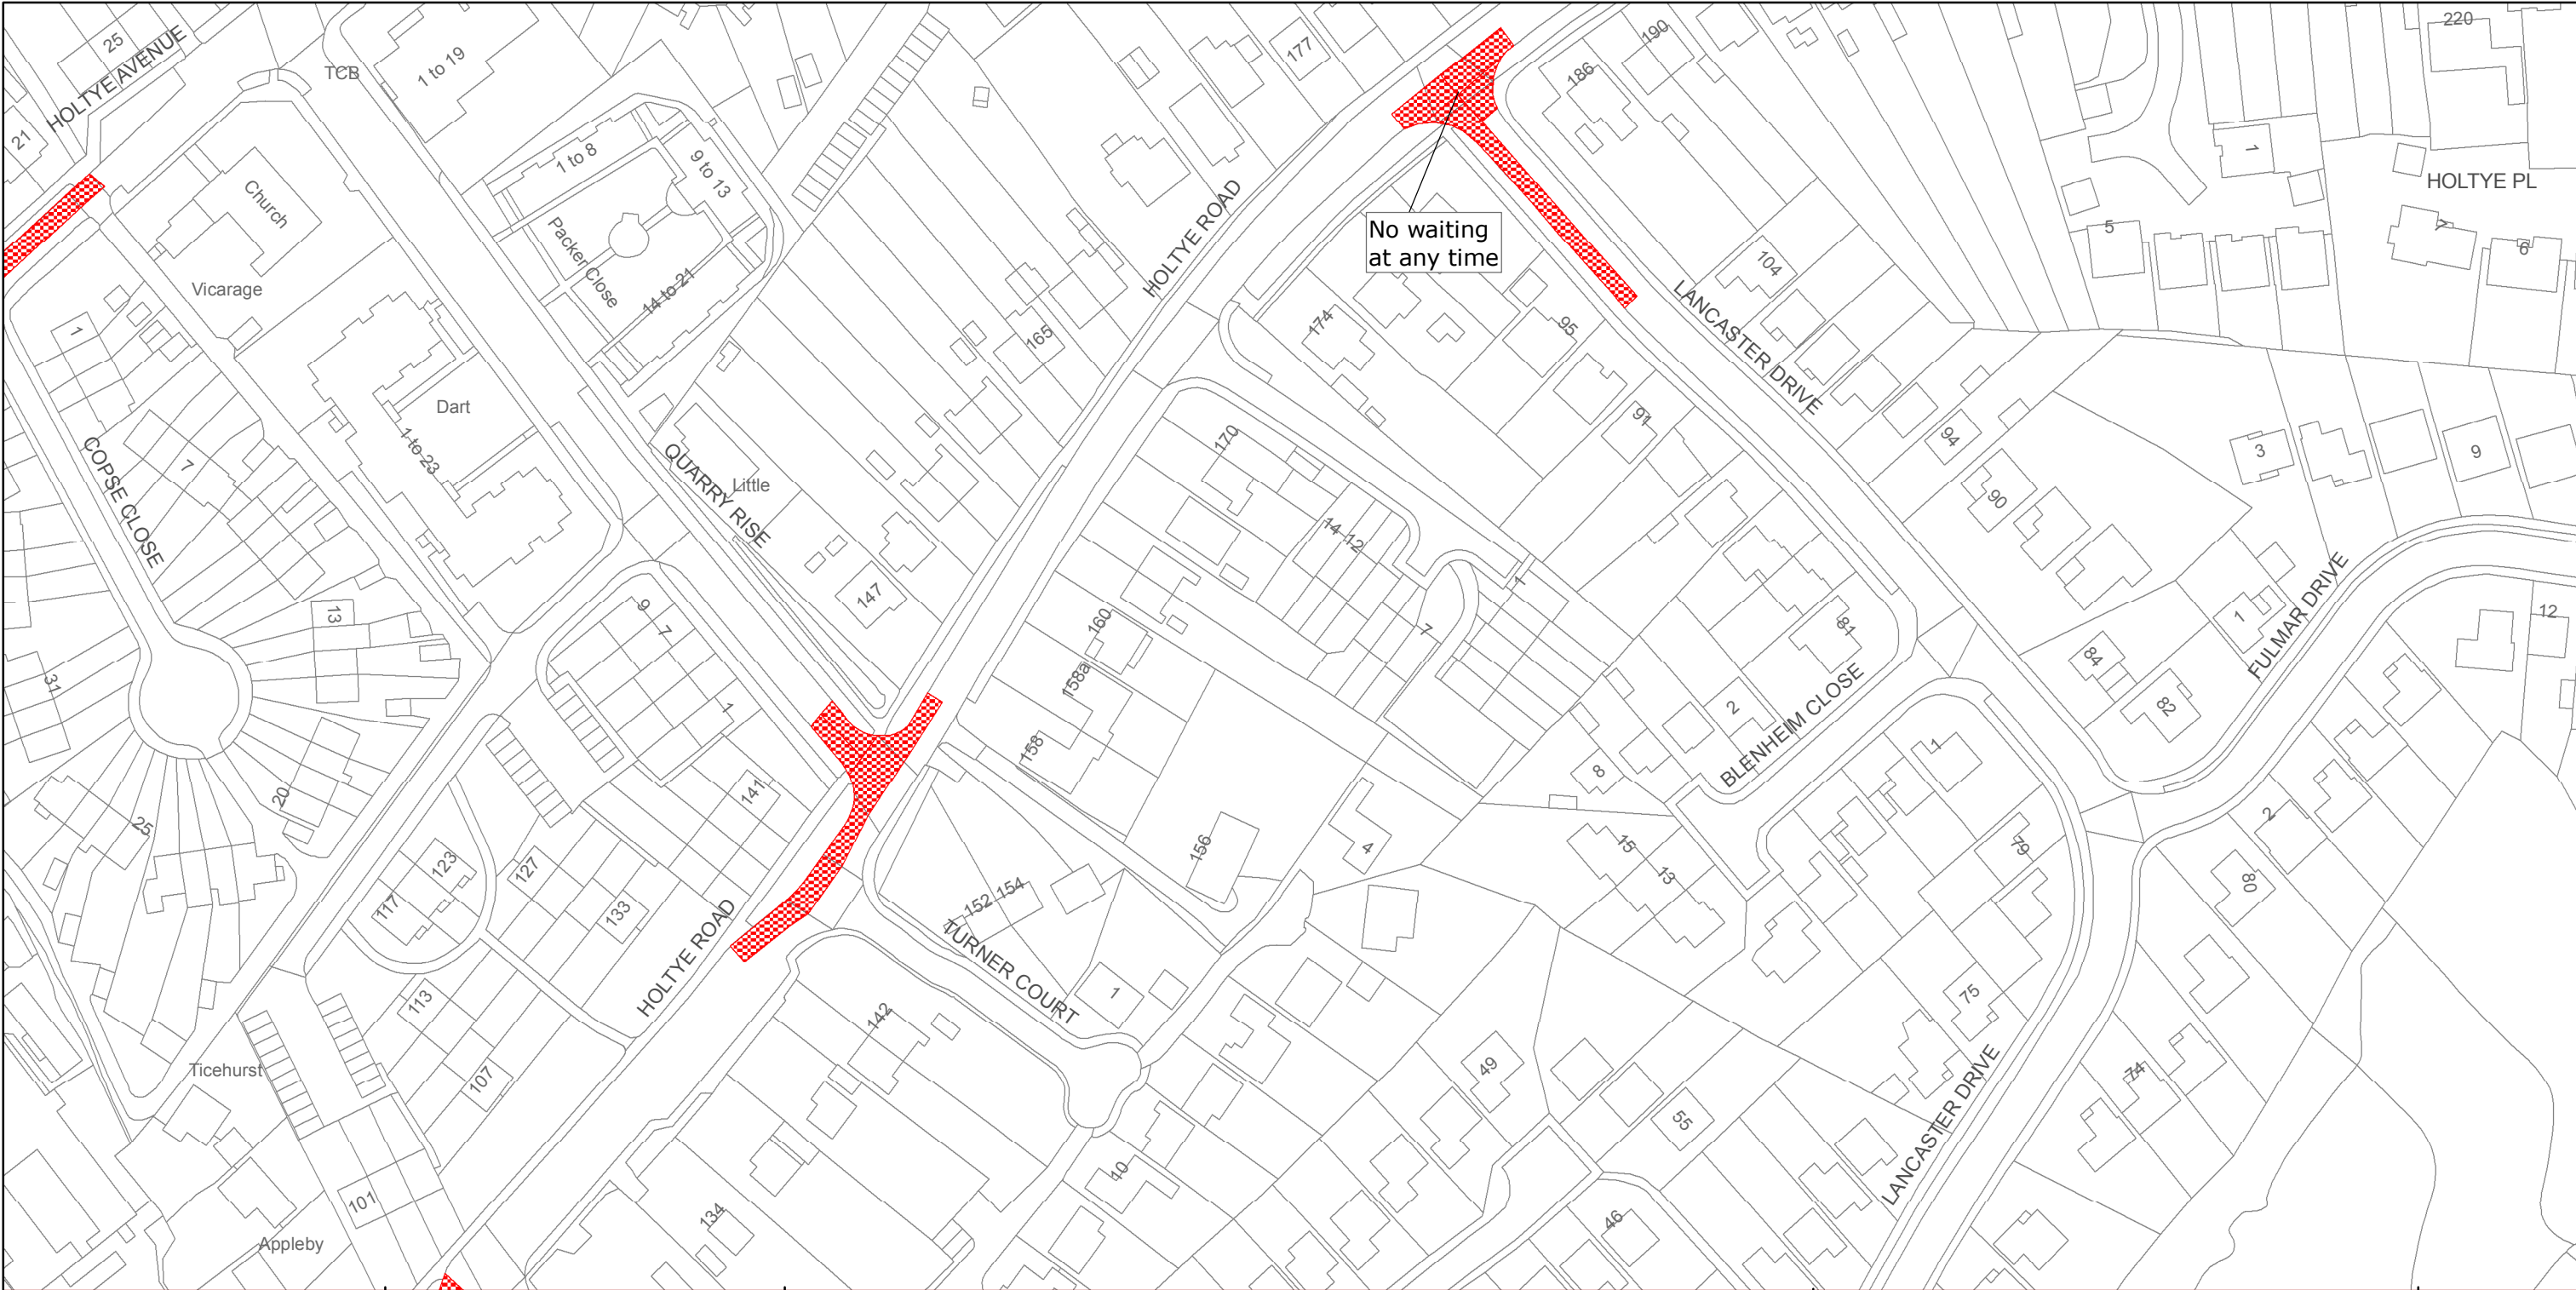 25
HOLTYE AVENUE
21
TCB
1 to 19
Church
Vicarage
1 to 8
9 to 13
Packer Close
14 to 21
177
190
186
220
1
HOLTYE PL
5
7
6
HOLTYE ROAD
No waiting
at any time
104
LANCASTER DRIVE
174
95
165
1
7
COPSE CLOSE
Dart
1 to 23
QUARRY RISE
Little
147
170
14
12
91
94
90
3
9
1
FULMAR DRIVE
12
13
31
9
7
1
160
158a
158
1
7
81
2
BLENHEIM CLOSE
84
82
8
1
79
2
80
20
25
141
123
117
127
133
HOLTYE ROAD
156
4
15
13
152
154
1
TURNER COURT
1
142
113
107
Ticehurst
49
75
74
55
LANCASTER DRIVE
101
Appleby
134
10
46